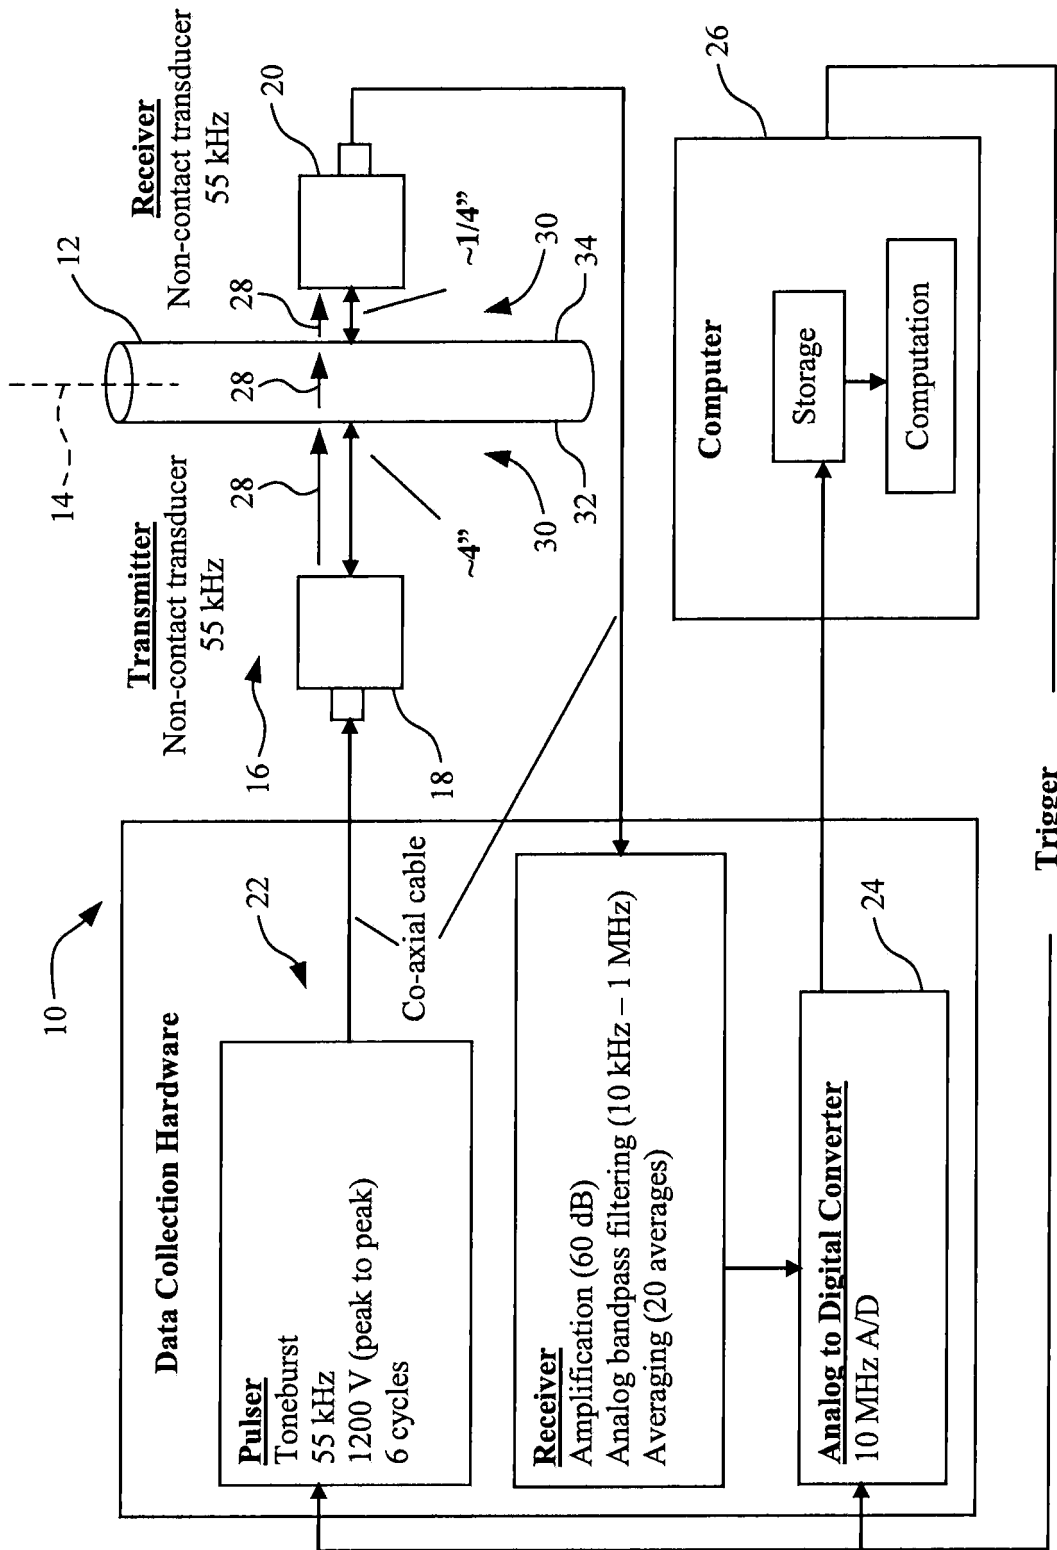 10
Data Collection Hardware
Pulser
Toneburst
55 kHz
1200 V (peak to peak)
6 cycles
22
Co-axial cable
Receiver
Amplification (60 dB)
Analog bandpass filtering (10 kHz – 1 MHz)
Averaging (20 averages)
Analog to Digital Converter
10 MHz A/D
24
Transmitter
Non-contact transducer
55 kHz
16
18
14
12
28
28
28
~4”
~1/4”
30
30
32
34
Receiver
Non-contact transducer
55 kHz
20
26
Computer
Storage
Computation
Trigger